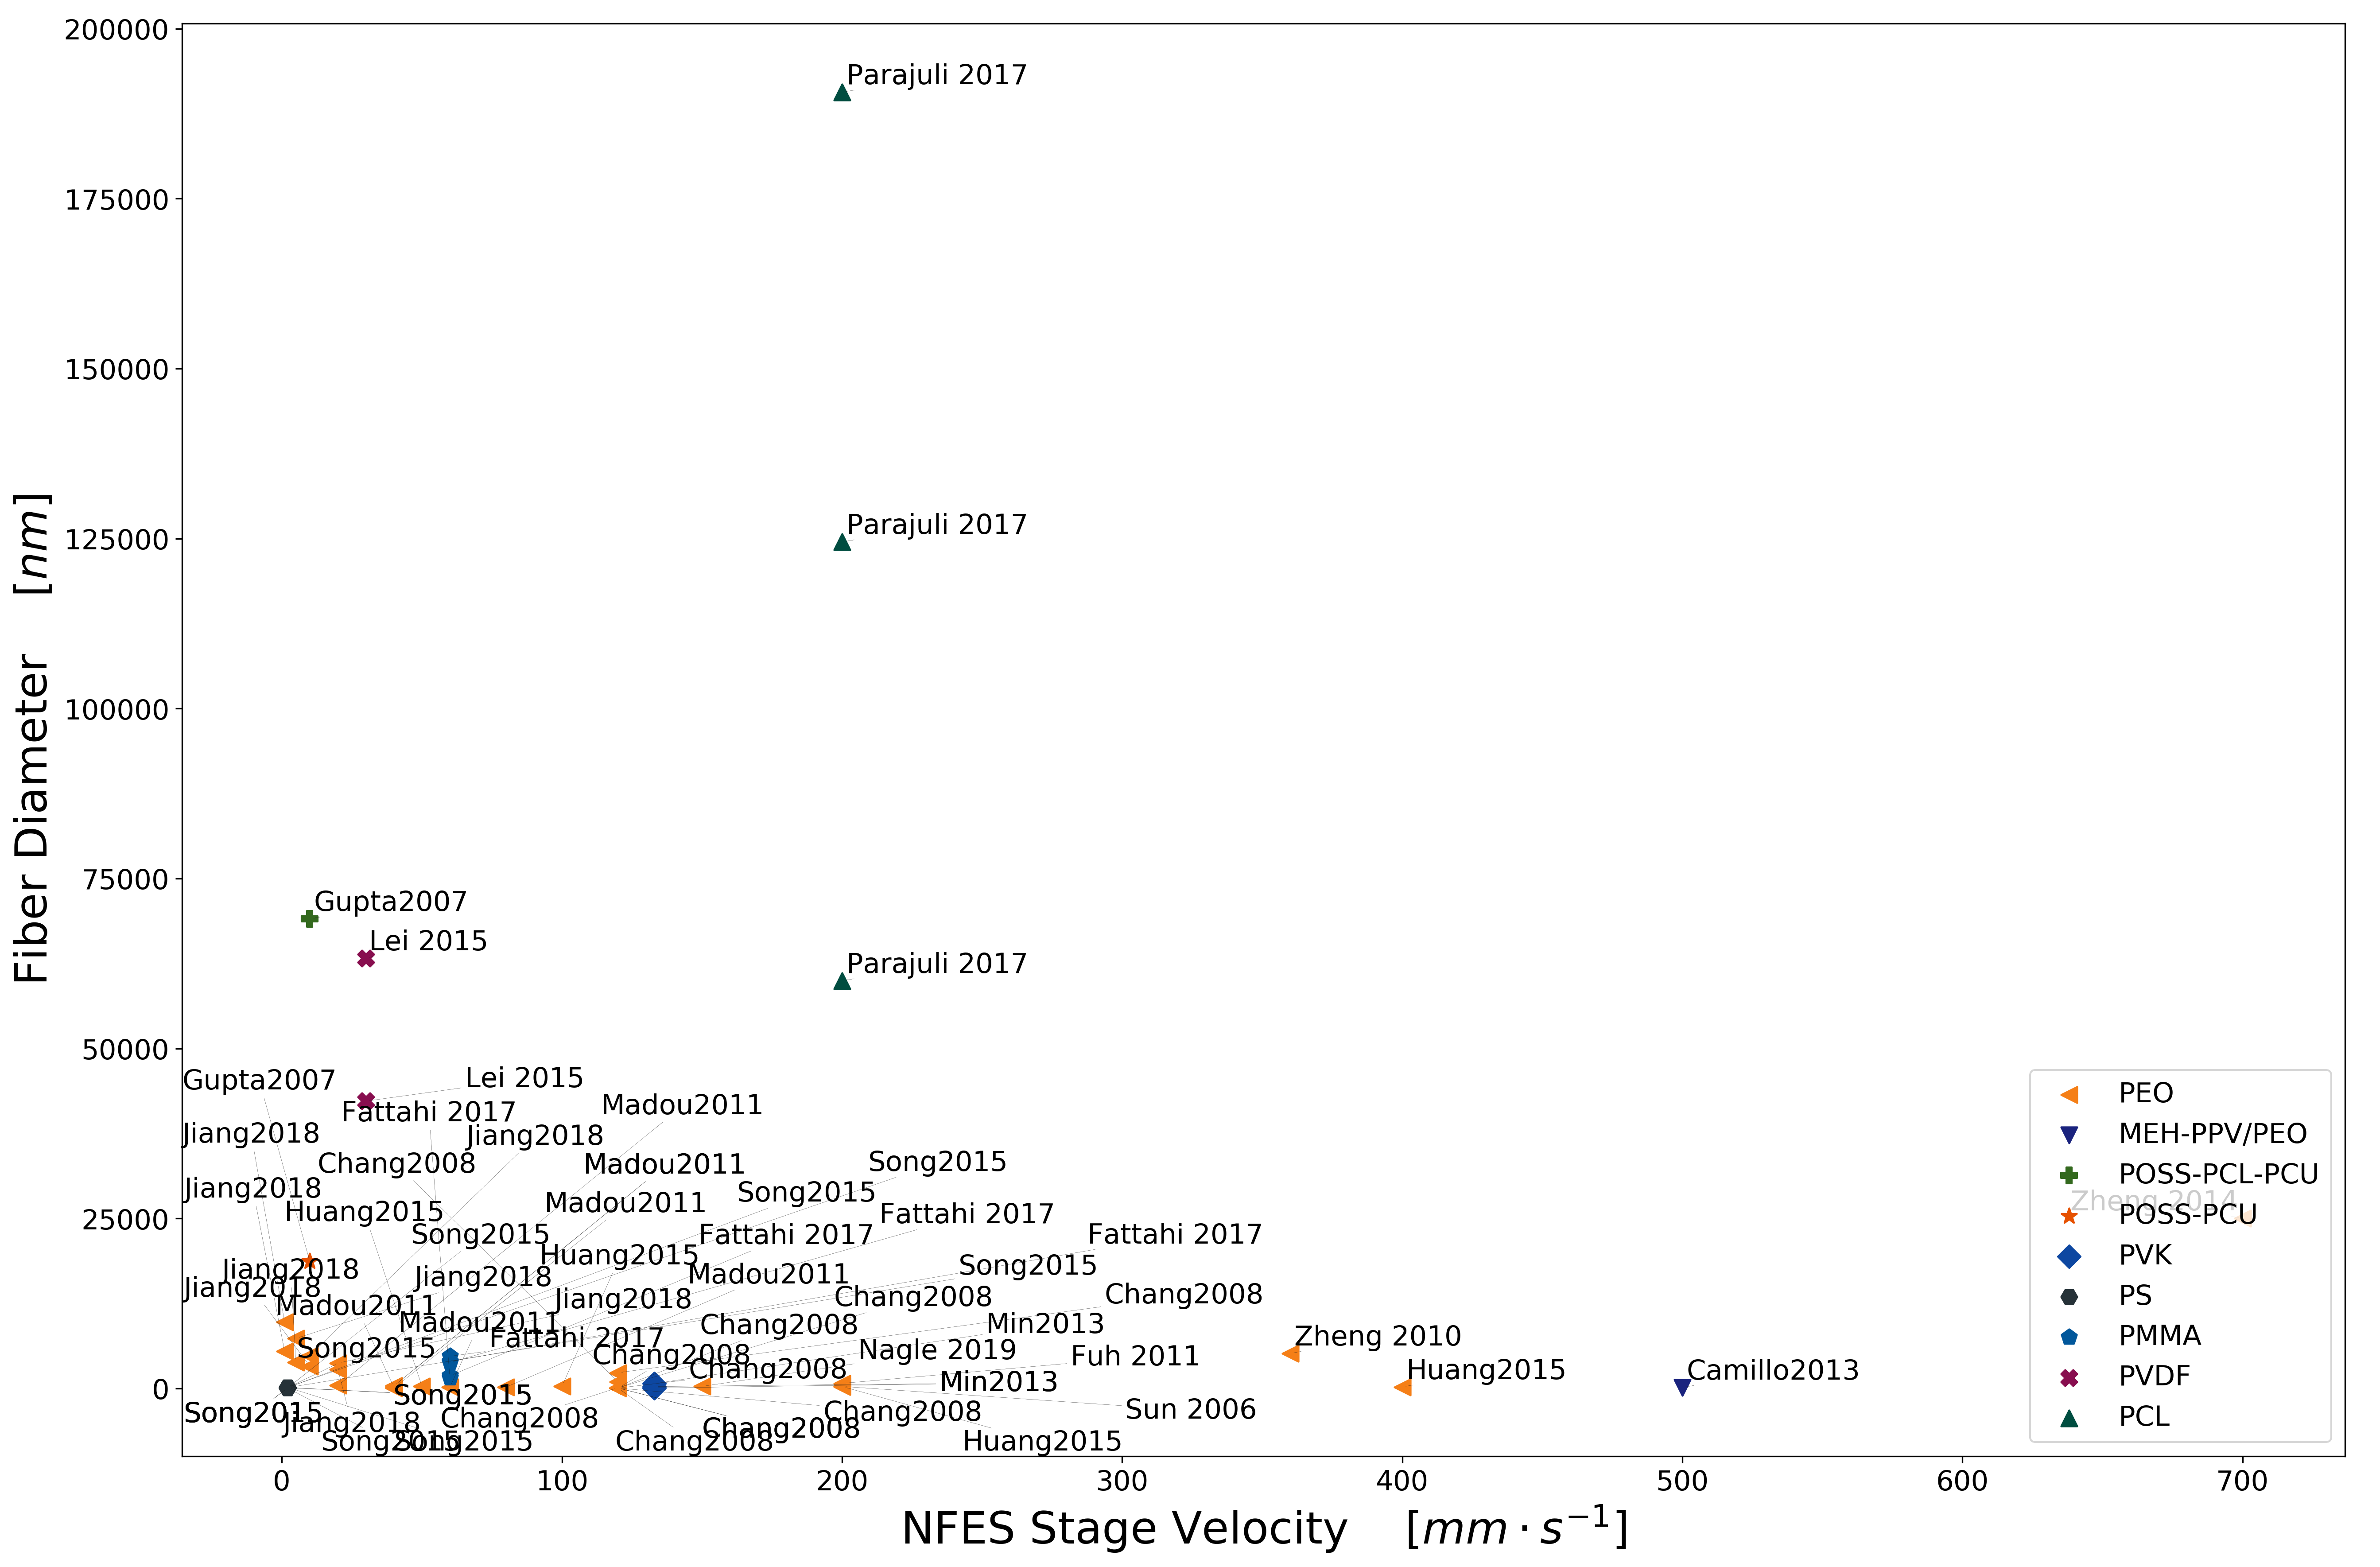 200000
175000
150000
125000
100000
75000
50000
25000
0
Fiber Diameter [nm]
Parajuli 2017
Parajuli 2017
Gupta2007
Lei 2015
Parajuli 2017
Gupta2007
Lei 2015
Fattahi 2017
Madou2011
Jiang2018
Jiang2018
Chang2008
Madou2011
Song2015
Jiang2018
Song2015
Zheng 2014
Huang2015
Madou2011
Fattahi 2017
Song2015
Fattahi 2017
Fattahi 2017
Huang2015
Song2015
Jiang2018
Jiang2018
Madou2011
Jiang2018
Jiang2018
Chang2008
Chang2008
Madou2011
Madou2011
Chang2008
Min2013
Fattahi 2017
Zheng 2010
Song2015
Chang2008
Nagle 2019
Fuh 2011
Chang2008
Min2013
Huang2015
Camillo2013
Song2015
Song2015
Jiang2018
Chang2008
Chang2008
Sun 2006
Chang2008
Song2015
Song2015
Chang2008
Huang2015
PEO
MEH-PPV/PEO
POSS-PCL-PCU
POSS-PCU
PVK
PS
PMMA
PVDF
PCL
0 100 200 300 400 500 600 700
NFES Stage Velocity [mm · s⁻¹]